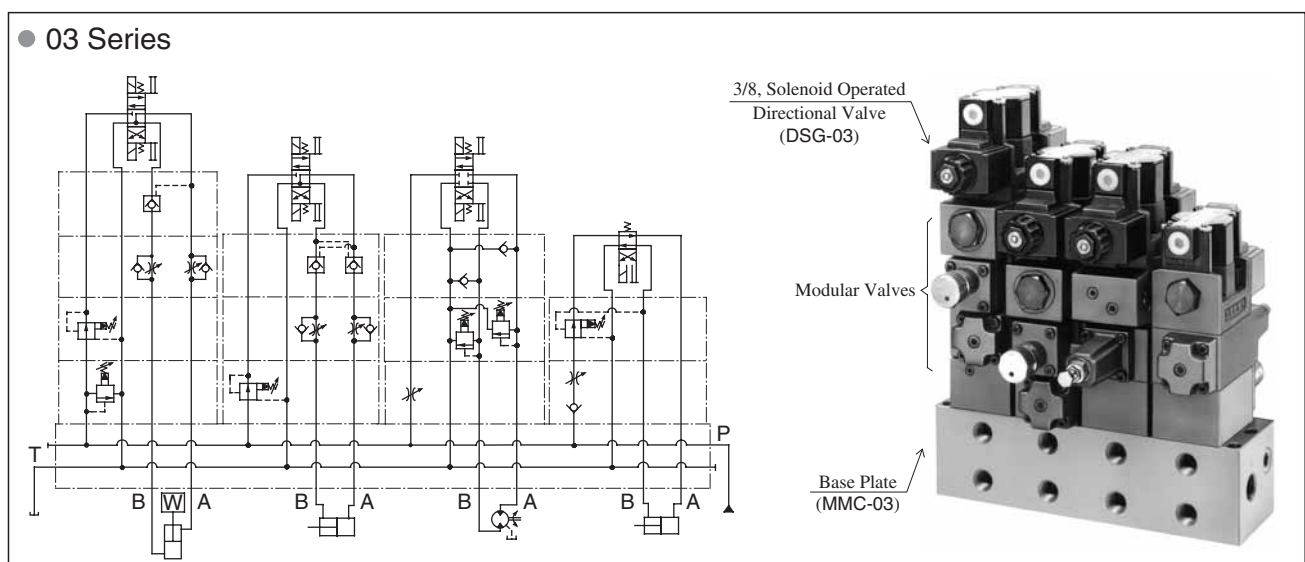 03 Series
3/8, Solenoid Operated
Directional Valve
(DSG-03)
Modular Valves
Base Plate
(MMC-03)
T
P
B
W
A
B
A
B
A
B
A